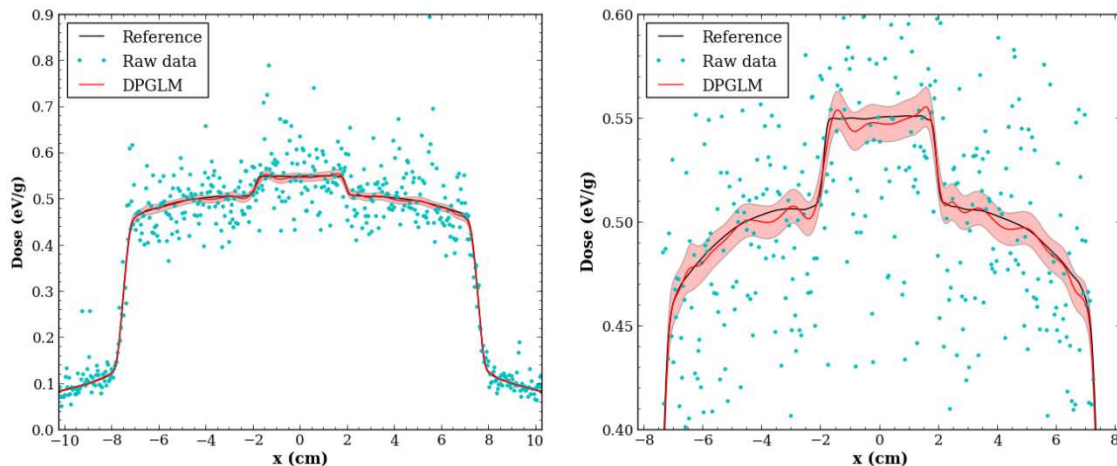 0.9
0.8
0.7
0.6
0.5
0.4
0.3
0.2
0.1
0.0
Dose (eV/g)
Reference
Raw data
DPGLM
−10 −8 −6 −4 −2 0 2 4 6 8 10
x (cm)
0.60
0.55
0.50
0.45
0.40
Dose (eV/g)
Reference
Raw data
DPGLM
−8 −6 −4 −2 0 2 4 6 8
x (cm)